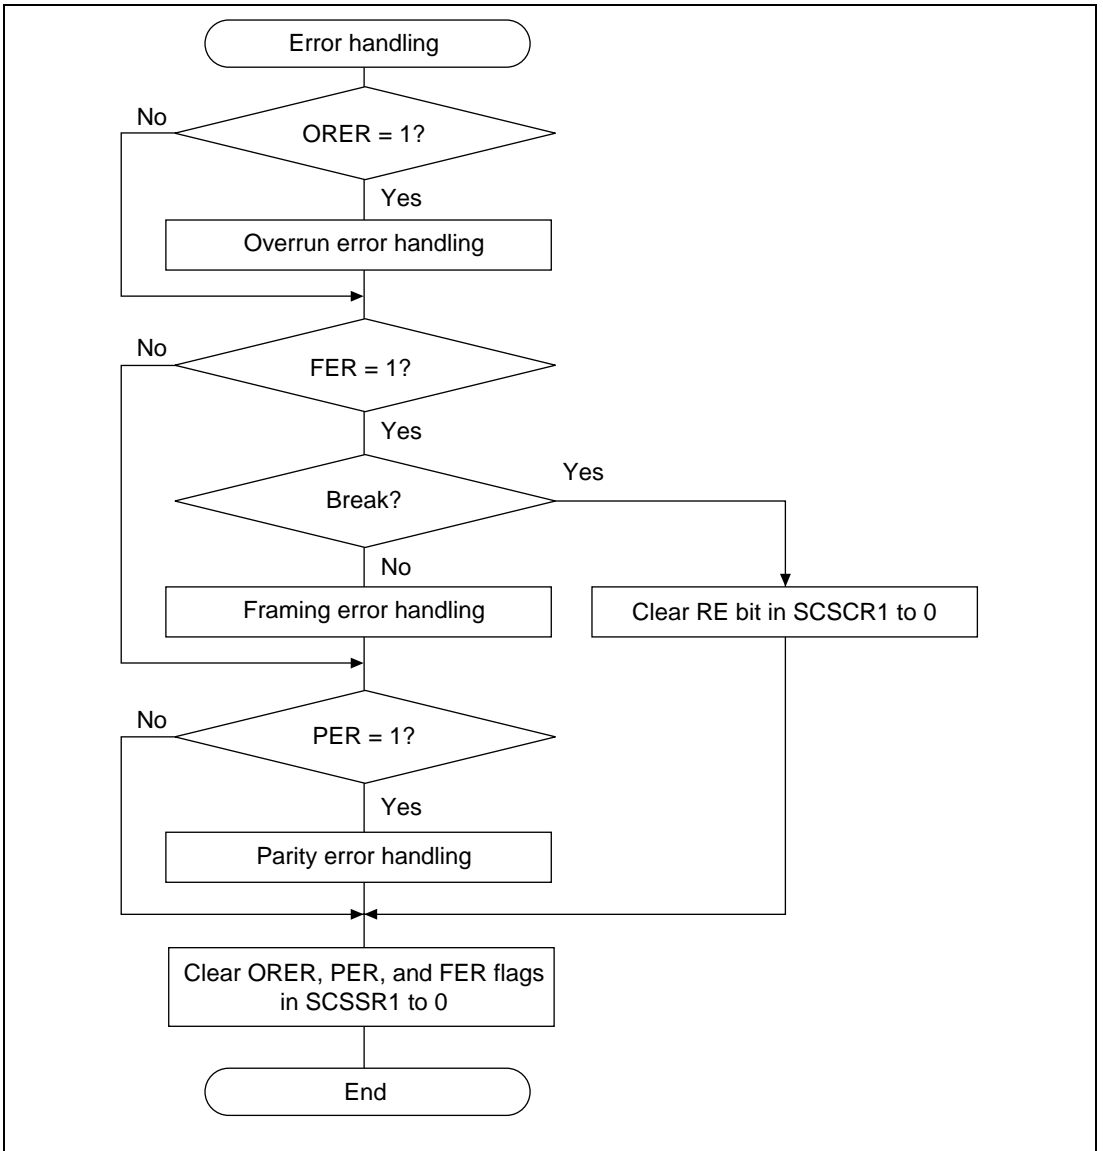 Error handling
No
ORER = 1?
Yes
Overrun error handling
No
FER = 1?
Yes
Break?
Yes
No
Framing error handling
Clear RE bit in SCSCR1 to 0
No
PER = 1?
Yes
Parity error handling
Clear ORER, PER, and FER flags
in SCSSR1 to 0
End